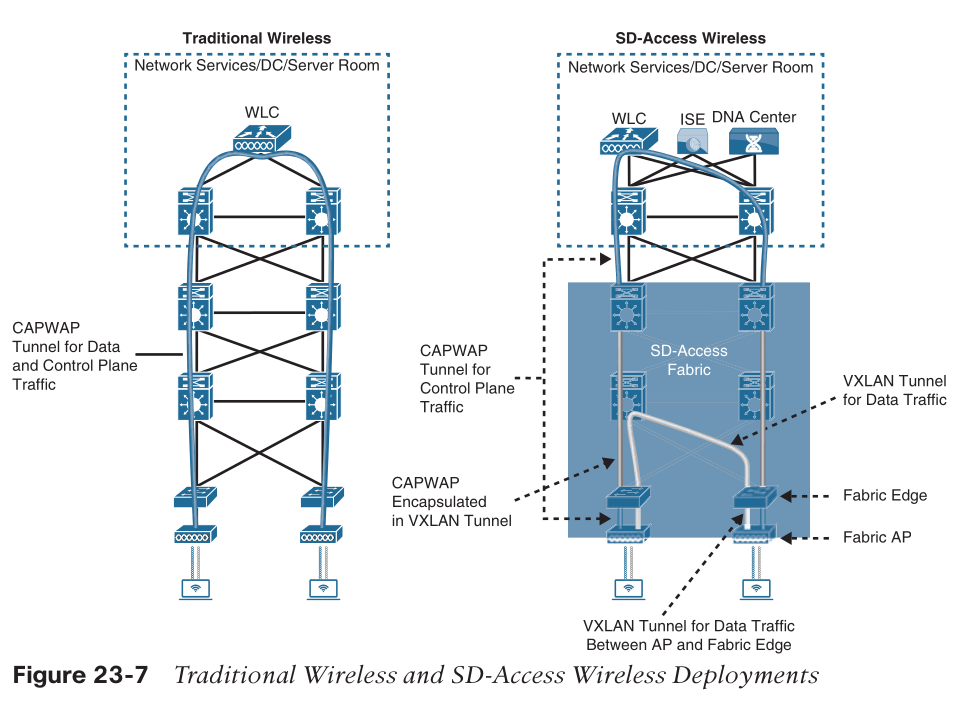 Traditional Wireless
Network Services/DC/Server Room
WLC
CAPWAP
Tunnel for Data
and Control Plane
Traffic
SD-Access Wireless
Network Services/DC/Server Room
WLC
ISE
DNA Center
SD-Access
Fabric
CAPWAP
Tunnel for
Control Plane
Traffic
VXLAN Tunnel
for Data Traffic
CAPWAP
Encapsulated
in VXLAN Tunnel
Fabric Edge
Fabric AP
VXLAN Tunnel for Data Traffic
Between AP and Fabric Edge
Figure 23-7 Traditional Wireless and SD-Access Wireless Deployments